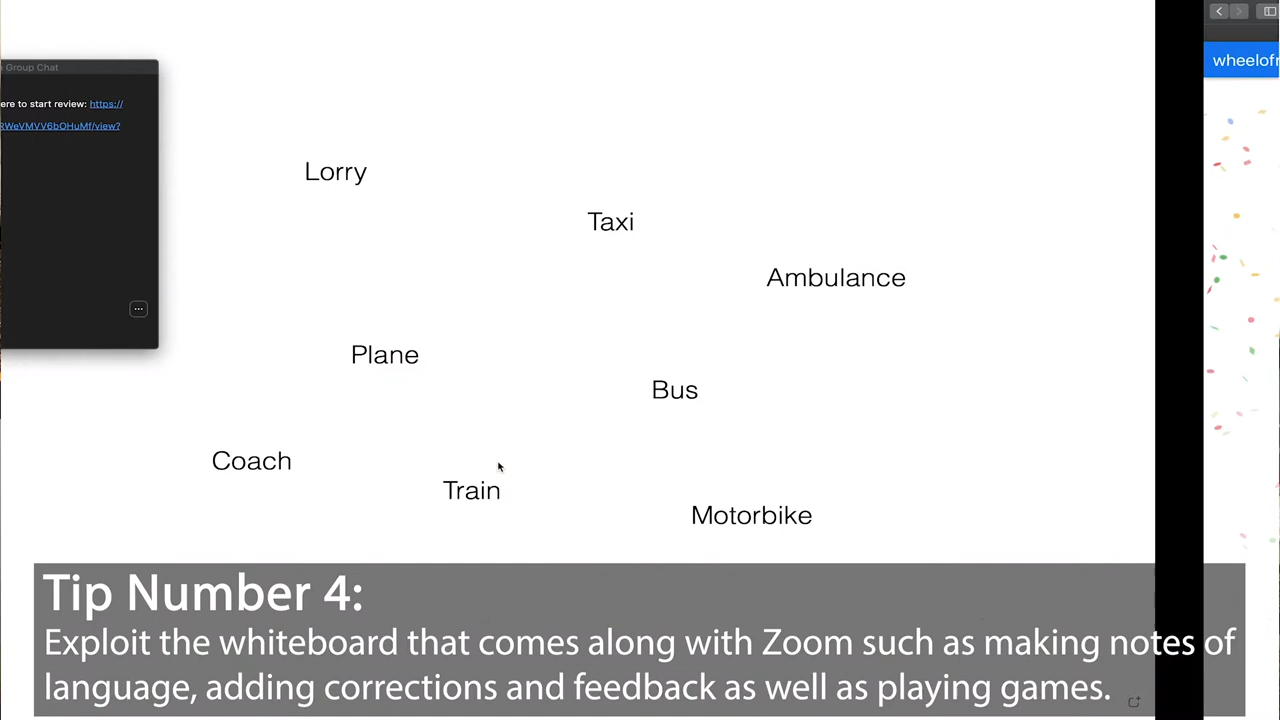 Group Chat
ere to start review: https://
RWeVMVV6bOHuMf/view?
wheelofn
Lorry
Taxi
Ambulance
Plane
Bus
Coach
Train
Motorbike
Tip Number 4:
Exploit the whiteboard that comes along with Zoom such as making notes of
language, adding corrections and feedback as well as playing games.